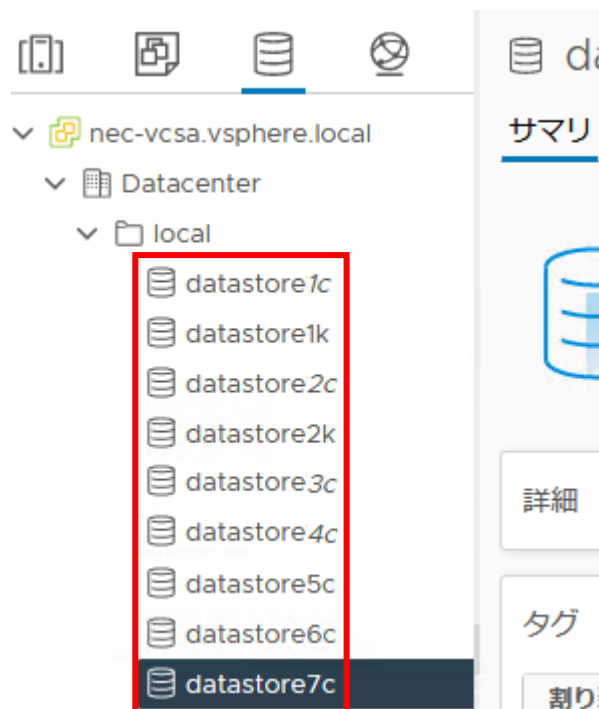 da
nec-vcsa.vsphere.local
サマリ
Datacenter
local
datastore1c
datastore1k
datastore2c
datastore2k
datastore3c
詳細
datastore4c
datastore5c
datastore6c
タグ
datastore7c
割り